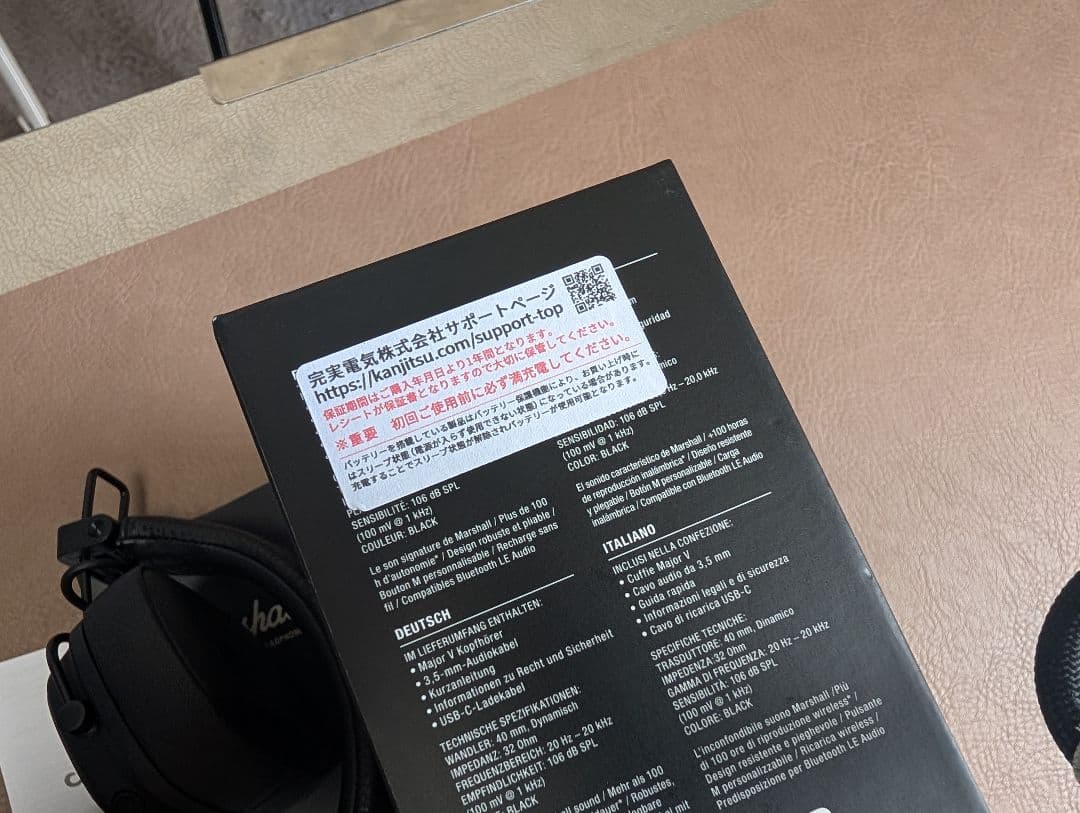 完実電気株式会社サポートページ
https://kanjitsu.com/support-top
保証期間はご購入年月日より1年間となります。
レシートが保証書となりますので大切に保管してください。
※重要 初回ご使用前に必ず満充電してください。
バッテリーを搭載している製品はバッテリー保護機能により、お買い上げ時に
はスリープ状態(電源が入らず使用できない状態)になっている場合があります。
充電することでスリープ状態が解除されバッテリーが使用可能となります。
SENSIBILITÉ: 106 dB SPL
(100 mV @ 1 kHz)
COULEUR: BLACK
Le son signature de Marshall / Plus de 100
h d'autonomie* / Design robuste et pliable /
Bouton M personnalisable / Recharge sans
fil / Compatibles Bluetooth LE Audio
DEUTSCH
IM LIEFERUMFANG ENTHALTEN:
• Major V Kopfhörer
• 3.5-mm-Audiokabel
• Kurzanleitung
• Informationen zu Recht und Sicherheit
• USB-C-Ladekabel
TECHNISCHE SPEZIFIKATIONEN:
WANDLER: 40 mm, Dynamisch
IMPEDANZ: 32 Ohm
FREQUENZBEREICH: 20 Hz – 20 kHz
EMPFINDLICHKEIT: 106 dB SPL
(100 mV @ 1 kHz)
BLACK
sound / Mehr als 100
/ Robustes,
mit
Hz – 20,0 kHz
SENSIBILIDAD: 106 dB SPL
(100 mV @ 1 kHz)
COLOR: BLACK
El sonido característico de Marshall / +100 horas
de reproducción inalámbrica* / Diseño resistente
y plegable / Botón M personalizable / Carga
inalámbrica / Compatible con Bluetooth LE Audio
ITALIANO
INCLUSI NELLA CONFEZIONE:
• Cuffie Major V
• Cavo audio da 3.5 mm
• Guida rapida
• Informazioni legali e di sicurezza
• Cavo di ricarica USB-C
SPECIFICHE TECNICHE:
TRASDUTTORE: 40 mm, Dinamico
IMPEDENZA: 32 Ohm
GAMMA DI FREQUENZA: 20 Hz – 20 kHz
SENSIBILITÀ: 106 dB SPL
(100 mV @ 1 kHz)
COLORE: BLACK
L'inconfondibile suono Marshall /Più
di 100 ore di riproduzione wireless* /
Design resistente e pieghevole / Pulsante
M personalizzabile / Ricarica wireless /
Predisposizione per Bluetooth LE Audio